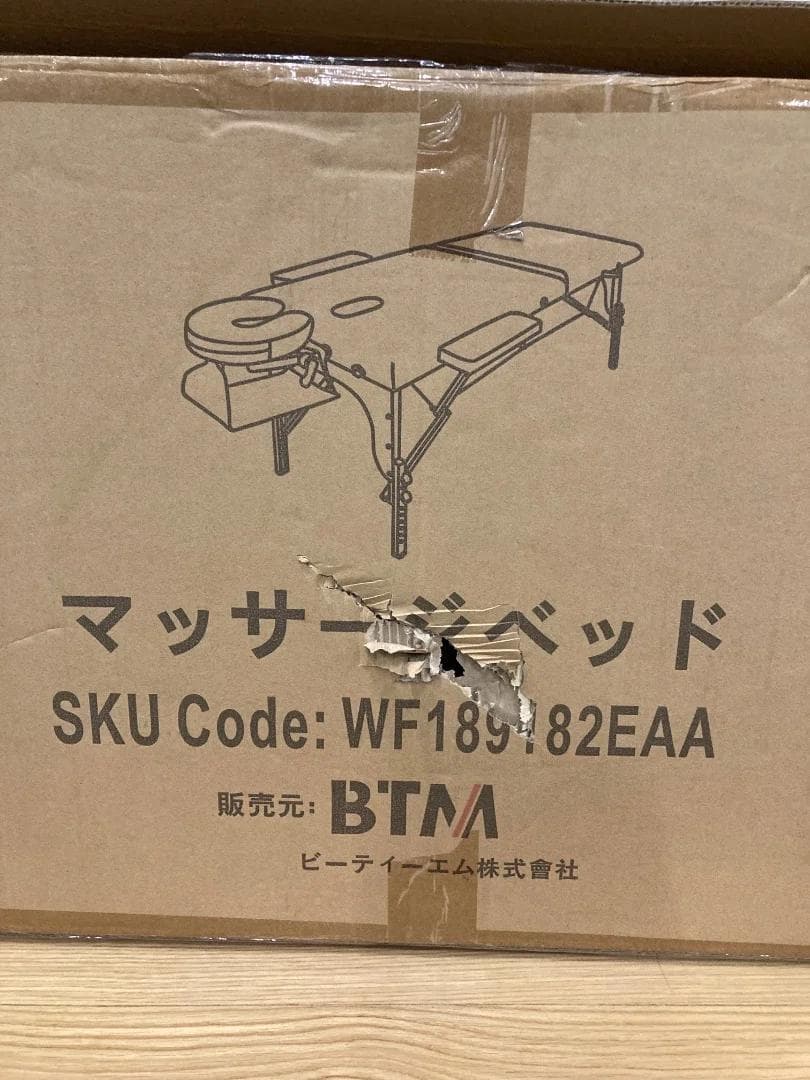 マッサージベッド
SKU Code: WF189182EAA
販売元: BTM
ビーティーエム株式會社